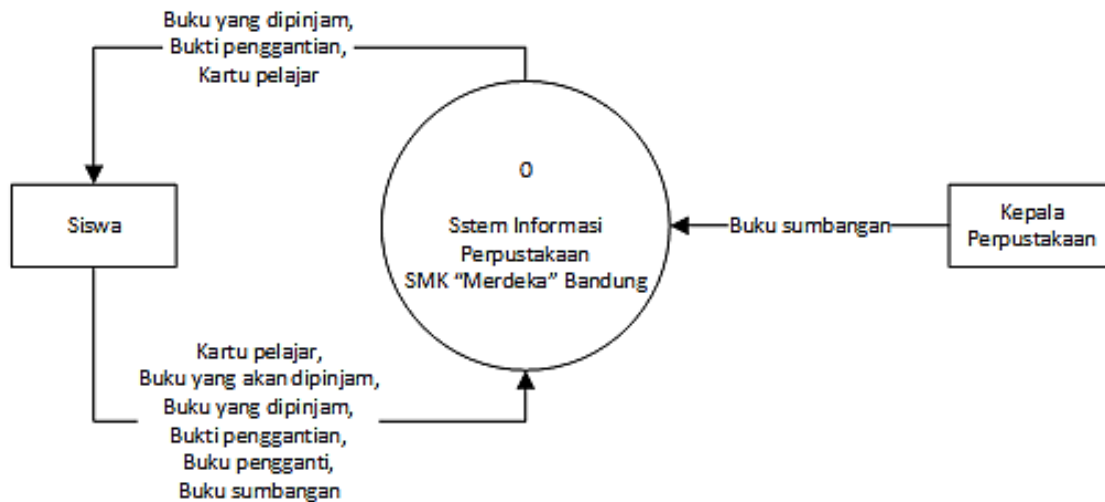 Buku yang dipinjam,
Bukti penggantian,
Kartu pelajar
0
Siswa
Sstem Informasi
Perpustakaan
SMK “Merdeka” Bandung
Buku sumbangan
Kepala
Perpustakaan
Kartu pelajar,
Buku yang akan dipinjam,
Buku yang dipinjam,
Bukti penggantian,
Buku pengganti,
Buku sumbangan